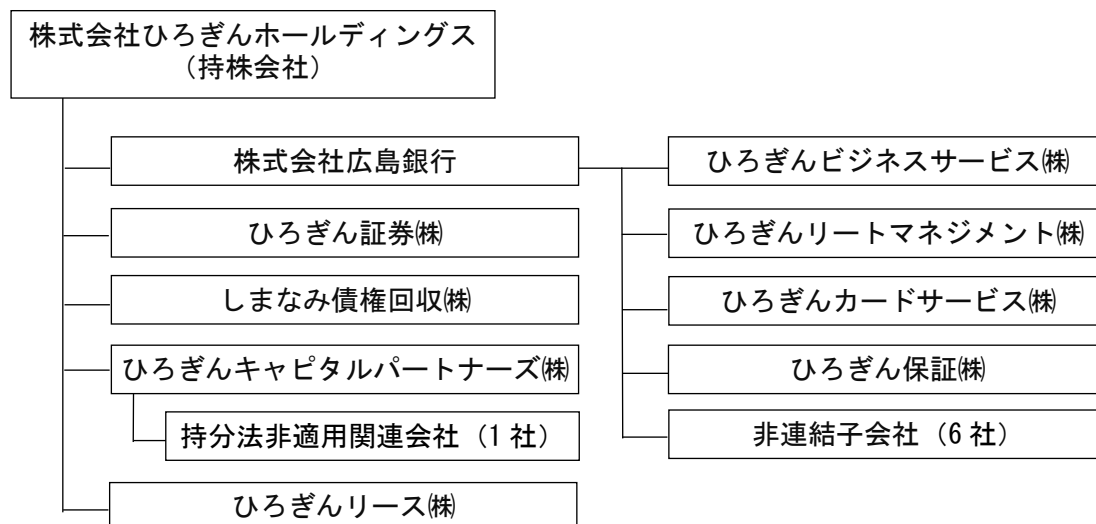 株式会社ひろぎんホールディングス
（持株会社）
株式会社広島銀行
ひろぎん証券㈱
しまなみ債権回収㈱
ひろぎんキャピタルパートナーズ㈱
持分法非適用関連会社（1 社）
ひろぎんリース㈱
ひろぎんビジネスサービス㈱
ひろぎんリートマネジメント㈱
ひろぎんカードサービス㈱
ひろぎん保証㈱
非連結子会社（6 社）